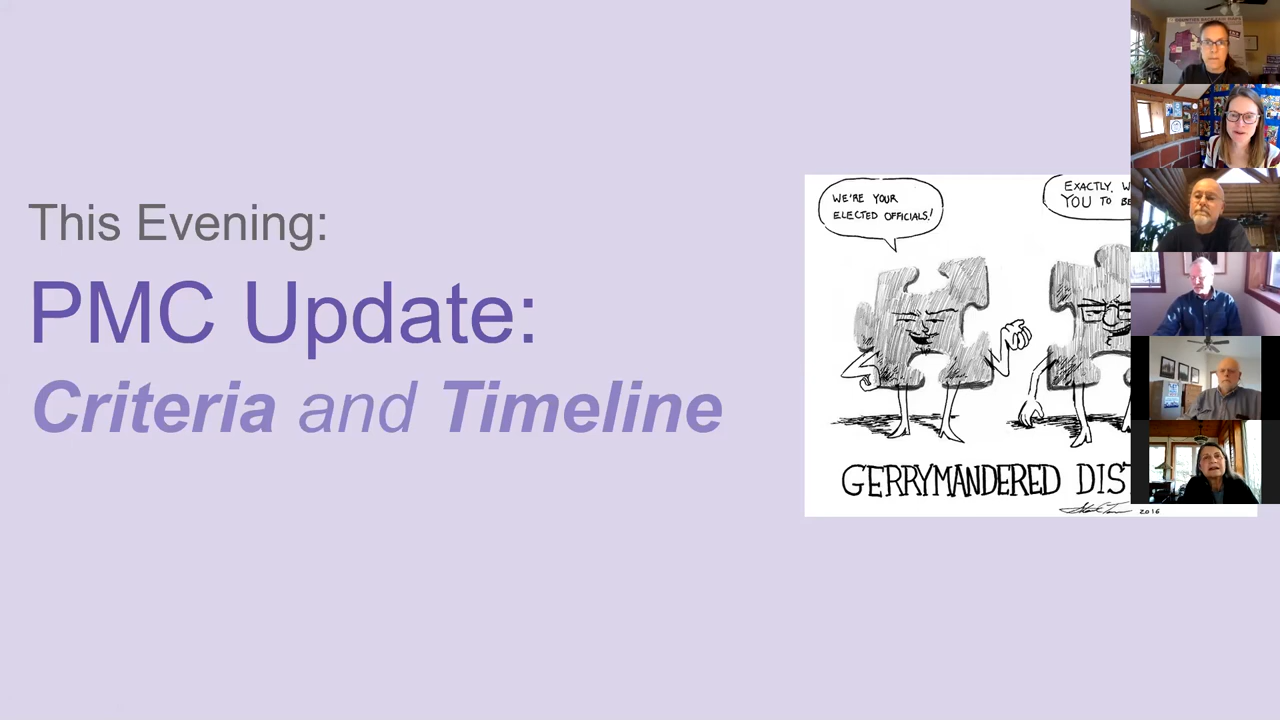 This Evening:
PMC Update:
Criteria and Timeline
WE'RE YOUR
ELECTED OFFICIALS!
EXACTLY. W
YOU TO BE
GERRYMANDERED DIST
2016